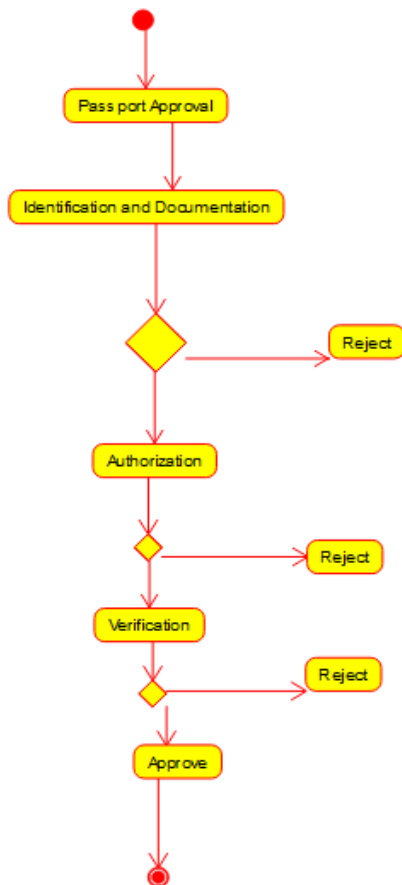 Pass port Approval
Identification and Documentation
Reject
Authorization
Reject
Verification
Reject
Approve